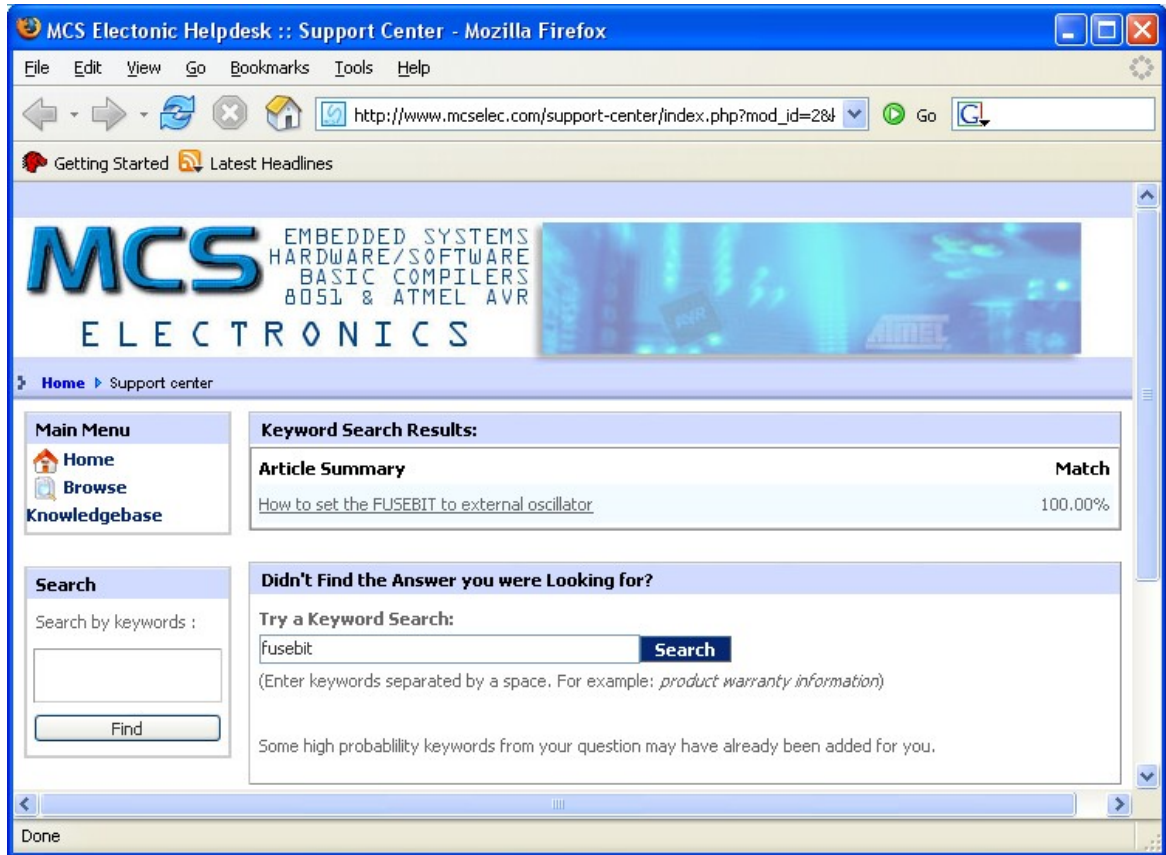 MCS Electonic Helpdesk :: Support Center - Mozilla Firefox
File Edit View Go Bookmarks Tools Help
http://www.mcselec.com/support-center/index.php?mod_id=2&
Go
G
Getting Started Latest Headlines
MCS
EMBEDDED SYSTEMS
HARDWARE/SOFTWARE
BASIC COMPILERS
8051 & ATMEL AVR
ELECTRONICS
AVR
ATMEL
Home Support center
Main Menu
Home
Browse
Knowledgebase
Keyword Search Results:
Article Summary Match
How to set the FUSEBIT to external oscillator 100.00%
Search
Search by keywords :
Find
Didn't Find the Answer you were Looking for?
Try a Keyword Search:
fusebit Search
(Enter keywords separated by a space. For example: product warranty information)
Some high probablility keywords from your question may have already been added for you.
Done